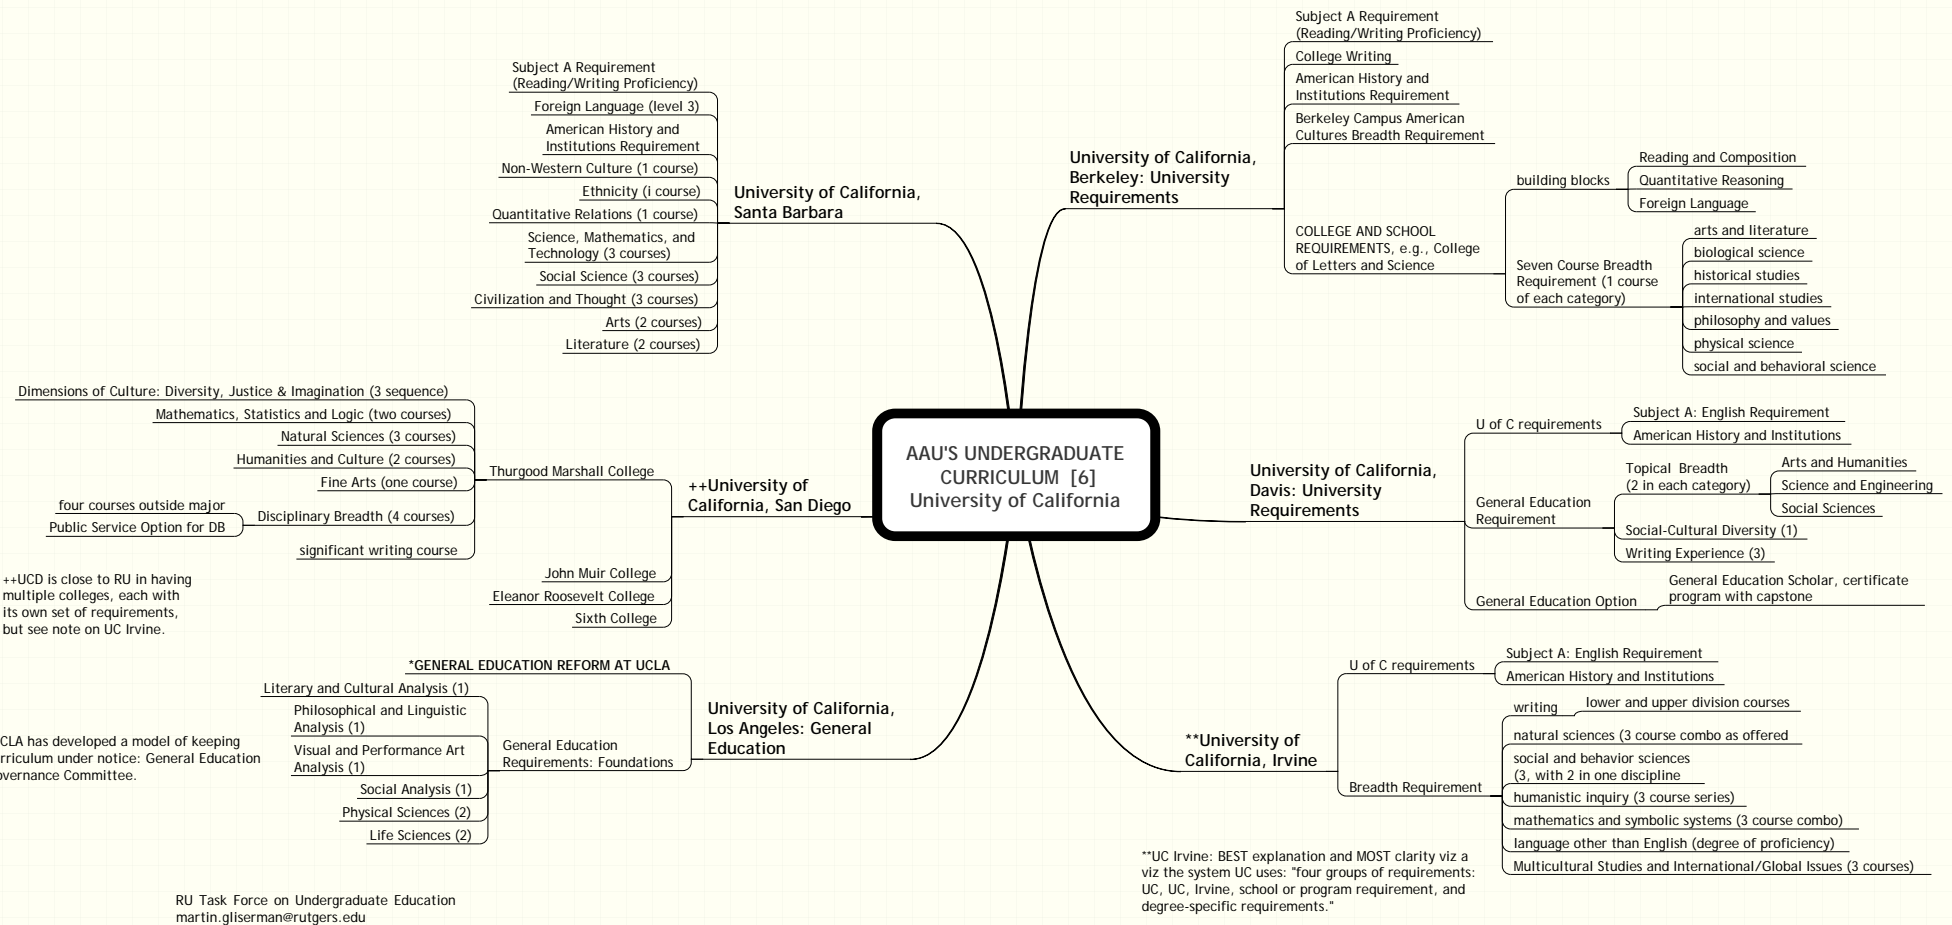 AAU'S UNDERGRADUATE
CURRICULUM [6]
University of California
University of California,
Santa Barbara
Subject A Requirement
(Reading/Writing Proficiency)
Foreign Language (level 3)
American History and
Institutions Requirement
Non-Western Culture (1 course)
Ethnicity (i course)
Quantitative Relations (1 course)
Science, Mathematics, and
Technology (3 courses)
Social Science (3 courses)
Civilization and Thought (3 courses)
Arts (2 courses)
Literature (2 courses)
++University of
California, San Diego
Thurgood Marshall College
Dimensions of Culture: Diversity, Justice & Imagination (3 sequence)
Mathematics, Statistics and Logic (two courses)
Natural Sciences (3 courses)
Humanities and Culture (2 courses)
Fine Arts (one course)
Disciplinary Breadth (4 courses)
four courses outside major
Public Service Option for DB
significant writing course
John Muir College
Eleanor Roosevelt College
Sixth College
++UCD is close to RU in having
multiple colleges, each with
its own set of requirements,
but see note on UC Irvine.
University of California,
Los Angeles: General
Education
*GENERAL EDUCATION REFORM AT UCLA
General Education
Requirements: Foundations
Literary and Cultural Analysis (1)
Philosophical and Linguistic
Analysis (1)
Visual and Performance Art
Analysis (1)
Social Analysis (1)
Physical Sciences (2)
Life Sciences (2)
CLA has developed a model of keeping
rriculum under notice: General Education
vernance Committee.
RU Task Force on Undergraduate Education
martin.gliserman@rutgers.edu
University of California,
Berkeley: University
Requirements
Subject A Requirement
(Reading/Writing Proficiency)
College Writing
American History and
Institutions Requirement
Berkeley Campus American
Cultures Breadth Requirement
COLLEGE AND SCHOOL
REQUIREMENTS, e.g., College
of Letters and Science
building blocks
Reading and Composition
Quantitative Reasoning
Foreign Language
Seven Course Breadth
Requirement (1 course
of each category)
arts and literature
biological science
historical studies
international studies
philosophy and values
physical science
social and behavioral science
University of California,
Davis: University
Requirements
U of C requirements
Subject A: English Requirement
American History and Institutions
General Education
Requirement
Topical Breadth
(2 in each category)
Arts and Humanities
Science and Engineering
Social Sciences
Social-Cultural Diversity (1)
Writing Experience (3)
General Education Option
General Education Scholar, certificate
program with capstone
**University of
California, Irvine
U of C requirements
Subject A: English Requirement
American History and Institutions
Breadth Requirement
writing
lower and upper division courses
natural sciences (3 course combo as offered
social and behavior sciences
(3, with 2 in one discipline
humanistic inquiry (3 course series)
mathematics and symbolic systems (3 course combo)
language other than English (degree of proficiency)
Multicultural Studies and International/Global Issues (3 courses)
**UC Irvine: BEST explanation and MOST clarity viz a
viz the system UC uses: "four groups of requirements:
UC, UC, Irvine, school or program requirement, and
degree-specific requirements."